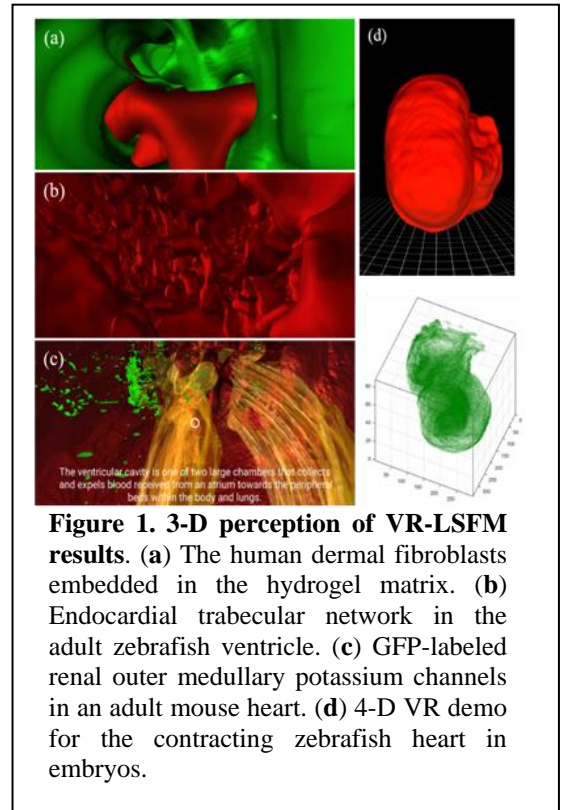 (a)
(b)
(c)
The ventricular cavity is one of two large chambers that collects
and expels blood received from an atrium towards the peripheral
beds within the body and lungs.
(d)
Figure 1. 3-D perception of VR-LSFM
results. (a) The human dermal fibroblasts
embedded in the hydrogel matrix. (b)
Endocardial trabecular network in the
adult zebrafish ventricle. (c) GFP-labeled
renal outer medullary potassium channels
in an adult mouse heart. (d) 4-D VR demo
for the contracting zebrafish heart in
embryos.